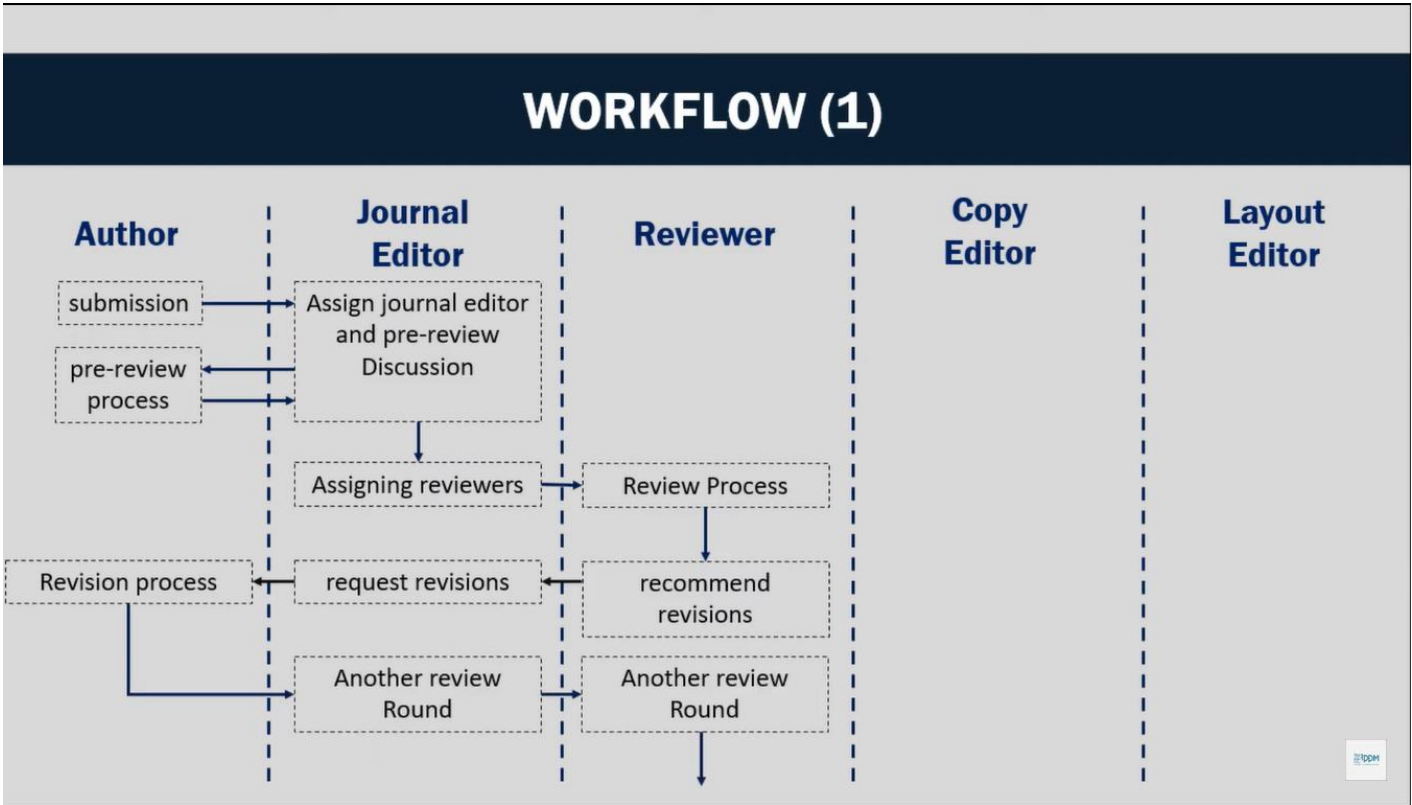 WORKFLOW (1)
Author
Journal
Editor
Reviewer
Copy
Editor
Layout
Editor
submission
Assign journal editor
and pre-review
Discussion
pre-review
process
Assigning reviewers
Review Process
Revision process
request revisions
recommend
revisions
Another review
Round
Another review
Round
IPPM